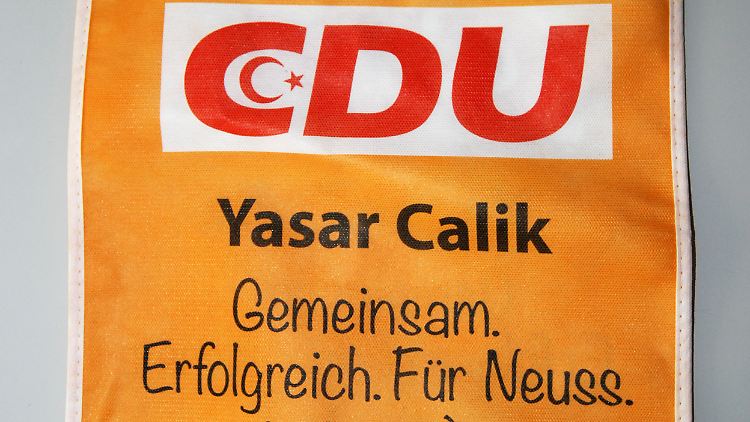 CDU
Yasar Calik
Gemeinsam.
Erfolgreich. Für Neuss.